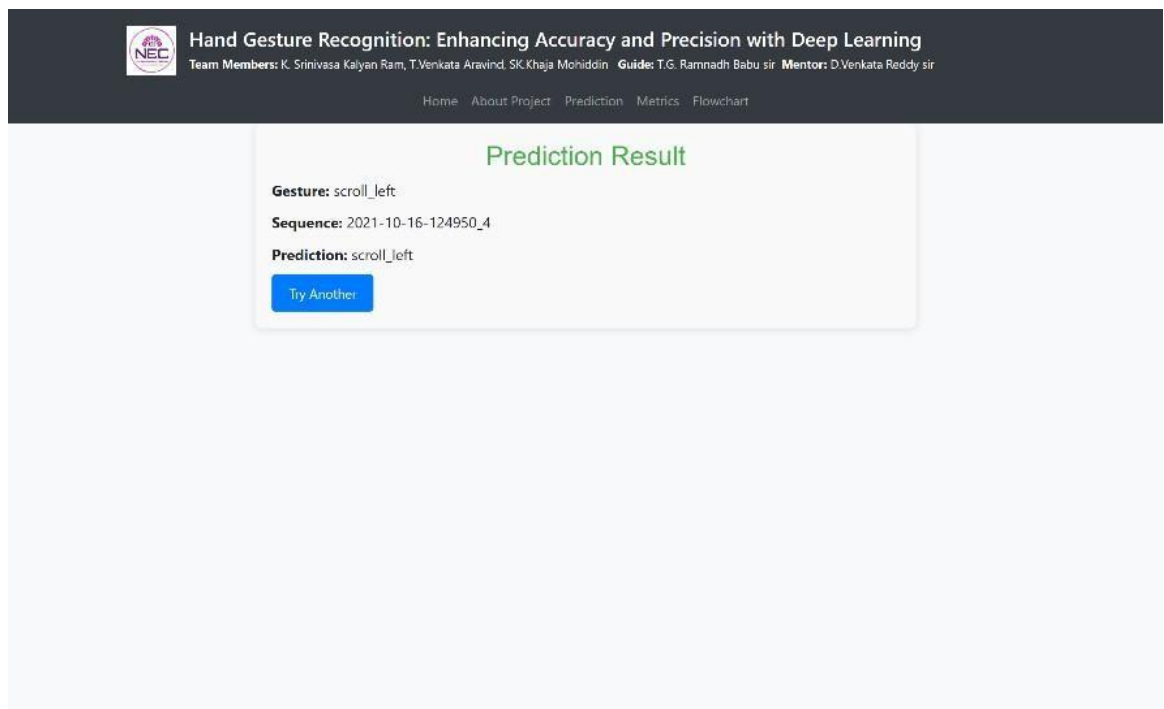 NEC
Hand Gesture Recognition: Enhancing Accuracy and Precision with Deep Learning
Team Members: K. Srinivasa Kalyan Ram, T.Venkata Aravind, SK.Khaja Mohiddin Guide: T.G. Ramnadh Babu sir Mentor: D.Venkata Reddy sir
Home About Project Prediction Metrics Flowchart
Prediction Result
Gesture: scroll_left
Sequence: 2021-10-16-124950_4
Prediction: scroll_left
Try Another